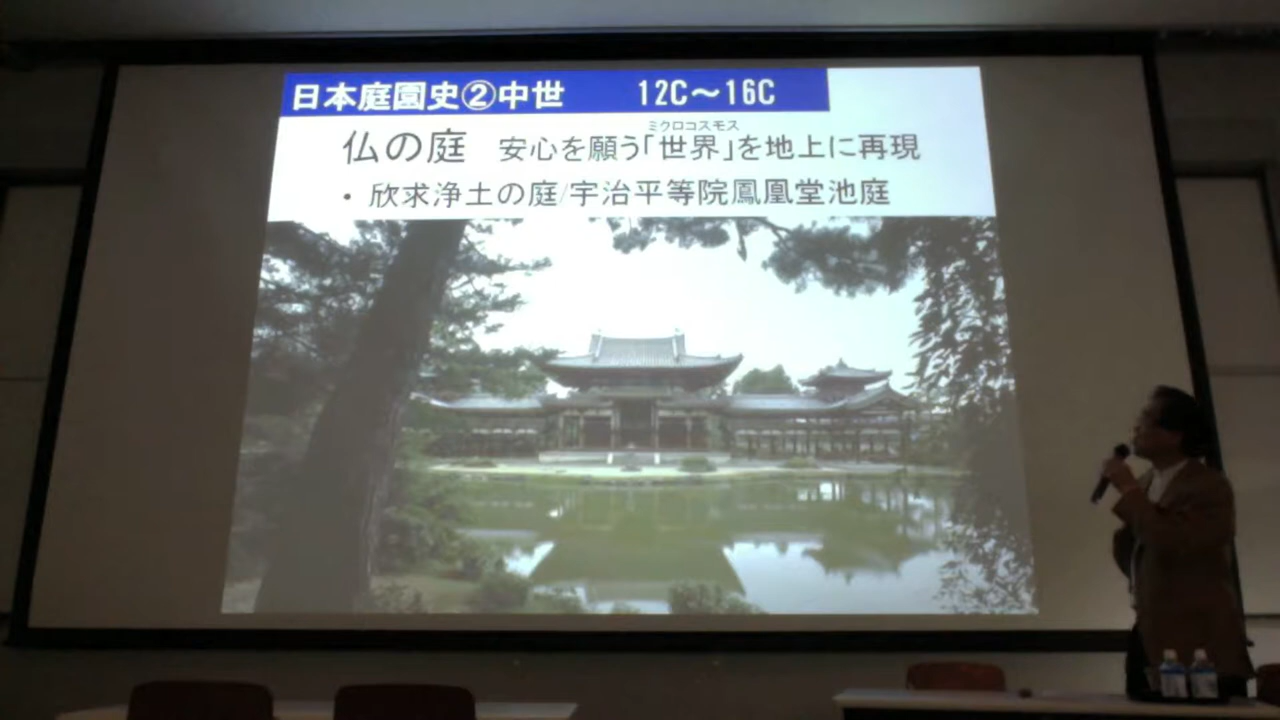 日本庭園史②中世 12C～16C
ミクロコスモス
仏の庭 安心を願う「世界」を地上に再現
・欣求浄土の庭/宇治平等院鳳凰堂池庭